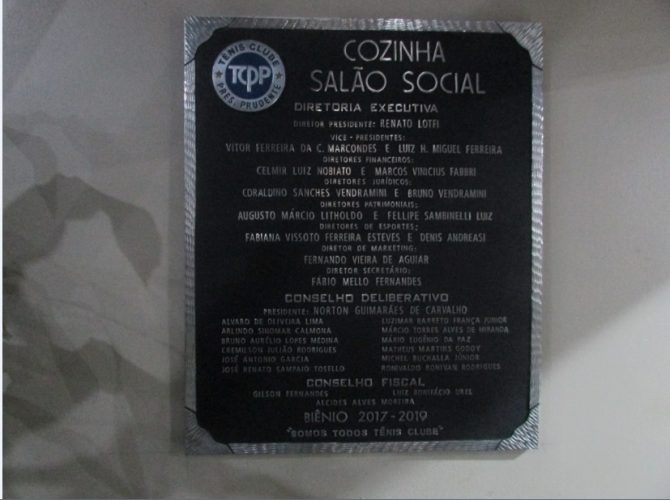 TÊNIS CLUBE
TCPP
PRES. PRUDENTE
COZINHA
SALÃO SOCIAL
DIRETORIA EXECUTIVA
DIRETOR PRESIDENTE: RENATO LOTFI
VICE - PRESIDENTES:
VITOR FERREIRA DA C. MARCONDES E LUIZ H. MIGUEL FERREIRA
DIRETORES FINANCEIROS:
CELMIR LUIZ NOBIATO E MARCOS VINICIUS FABBRI
DIRETORES JURÍDICOS:
CORALDINO SANCHES VENDRAMINI E BRUNO VENDRAMINI
DIRETORES PATRIMONIAIS:
AUGUSTO MÁRCIO LITHOLDO E FELLIPE SAMBINELLI LUIZ
DIRETORES DE ESPORTES:
FABIANA VISSOTO FERREIRA ESTEVES E DENIS ANDREASI
DIRETOR DE MARKETING:
FERNANDO VIEIRA DE AGUIAR
DIRETOR SECRETÁRIO:
FÁBIO MELLO FERNANDES
CONSELHO DELIBERATIVO
PRESIDENTE: NORTON GUIMARÃES DE CARVALHO
ALVARO DE OLIVEIRA LIMA
ARLINDO SIROMAR CALMONA
BRUNO AURÉLIO LOPES MEDINA
CREMILSON JULIÃO RODRIGUES
JOSÉ ANTONIO GARCIA
JOSÉ RENATO SAMPAIO TOSELLO
LUZIMAR BARRETO FRANÇA JÚNIOR
MÁRCIO TORRES ALVES DE MIRANDA
MÁRIO EUGÊNIO DA PAZ
MATHEUS MARTINS GODOY
MICHEL BUCHALLA JÚNIOR
RONIVALDO RONIVAN RODRIGUES
CONSELHO FISCAL
GILSON FERNANDES
LUIZ BONIFÁCIO UREL
ALCIDES ALVES MOREIRA
BIÊNIO 2017 - 2019
"SOMOS TODOS TÊNIS CLUBE"